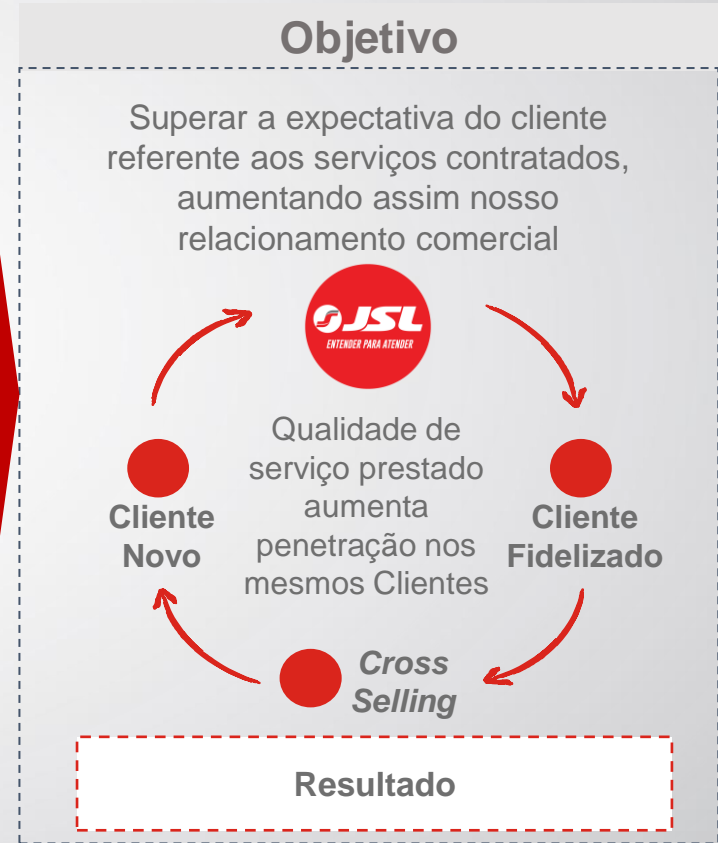 Objetivo
Superar a expectativa do cliente
referente aos serviços contratados,
aumentando assim nosso
relacionamento comercial
JSL
ENTENDER PARA ATENDER
Qualidade de
serviço prestado
aumenta
penetração nos
mesmos Clientes
Cliente
Novo
Cliente
Fidelizado
Cross
Selling
Resultado